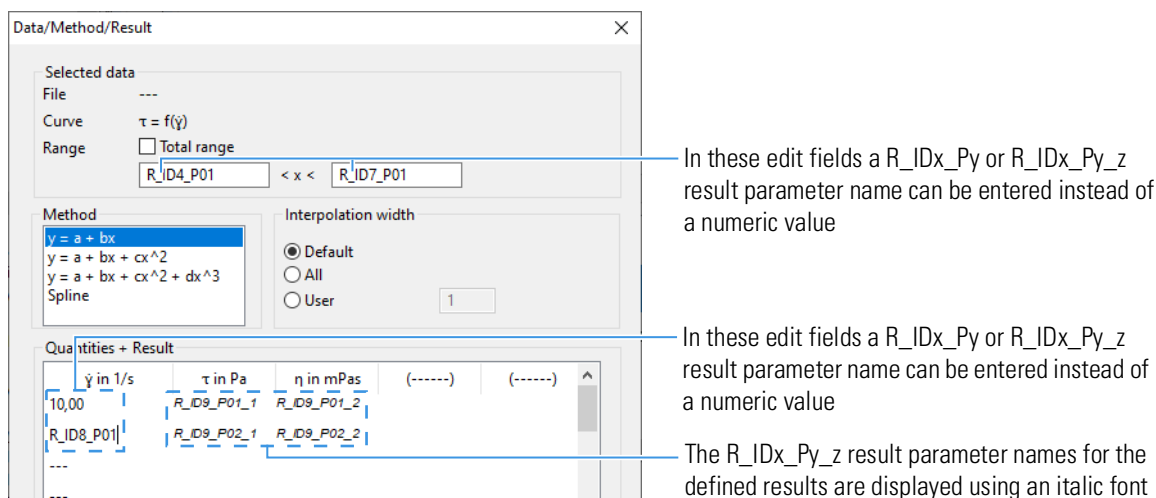 Data/Method/Result
Selected data
File ---
Curve τ = f(γ̇)
Range Total range
R_ID4_P01 < x < R_ID7_P01
In these edit fields a R_IDx_Py or R_IDx_Py_z
result parameter name can be entered instead of
a numeric value
Method
y = a + bx
y = a + bx + cx^2
y = a + bx + cx^2 + dx^3
Spline
Interpolation width
Default
All
User 1
Quantities + Result
γ̇ in 1/s τ in Pa η in mPas (------) (------)
10,00 R_ID9_P01_1 R_ID9_P01_2
R_ID8_P01 R_ID9_P02_1 R_ID9_P02_2
---
---
In these edit fields a R_IDx_Py or R_IDx_Py_z
result parameter name can be entered instead of
a numeric value
The R_IDx_Py_z result parameter names for the
defined results are displayed using an italic font